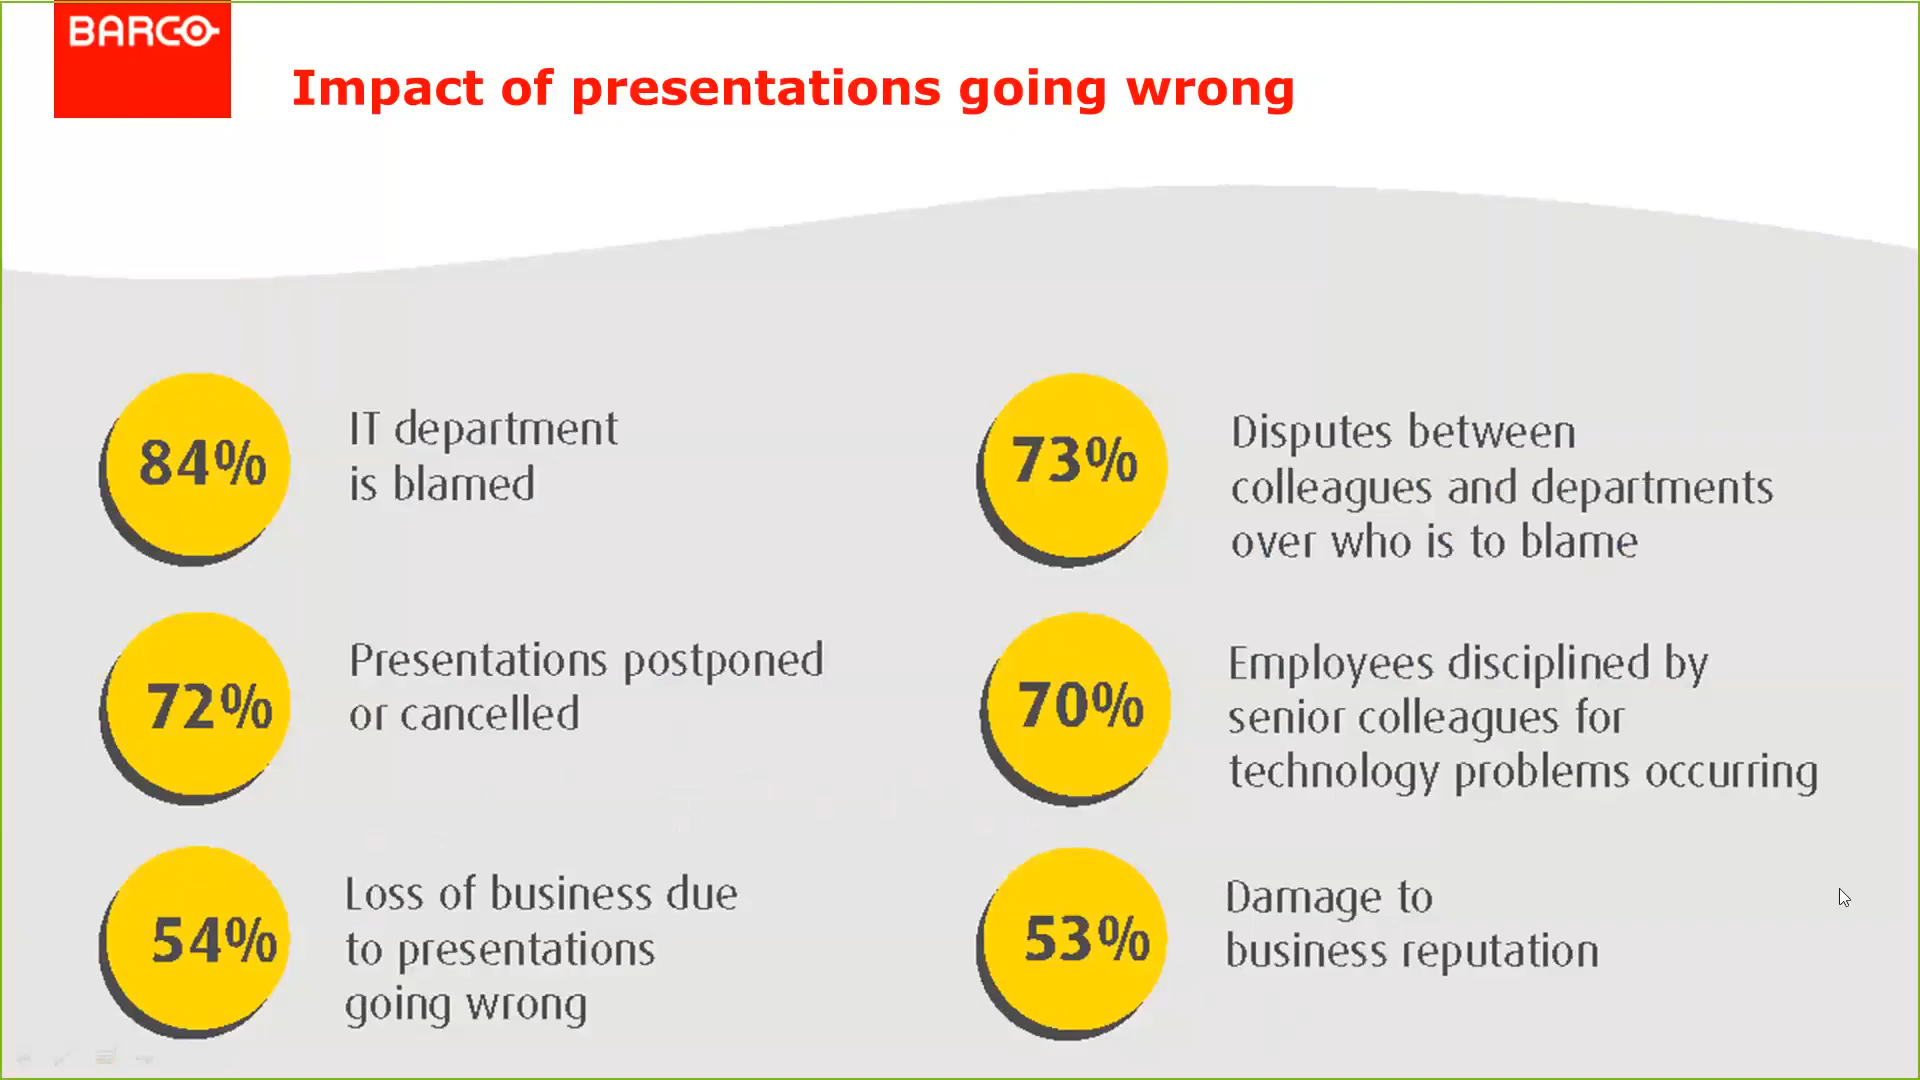 BARCO
Impact of presentations going wrong
84%
IT department
is blamed
73%
Disputes between
colleagues and departments
over who is to blame
72%
Presentations postponed
or cancelled
70%
Employees disciplined by
senior colleagues for
technology problems occurring
54%
Loss of business due
to presentations
going wrong
53%
Damage to
business reputation